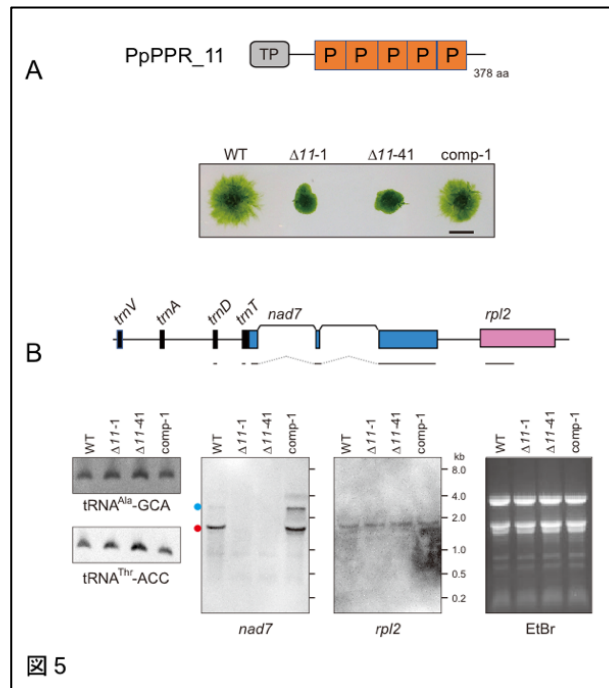 A
PpPPR_11
TP
P P P P P
378 aa
WT Δ11-1 Δ11-41 comp-1
B
trnV trnA trnD trnT nad7 rpl2
WT Δ11-1 Δ11-41 comp-1
tRNAAla-GCA
tRNAThr-ACC
WT Δ11-1 Δ11-41 comp-1
nad7
WT Δ11-1 Δ11-41 comp-1
rpl2
kb
8.0
4.0
2.0
1.0
0.5
0.2
WT Δ11-1 Δ11-41 comp-1
EtBr
図 5